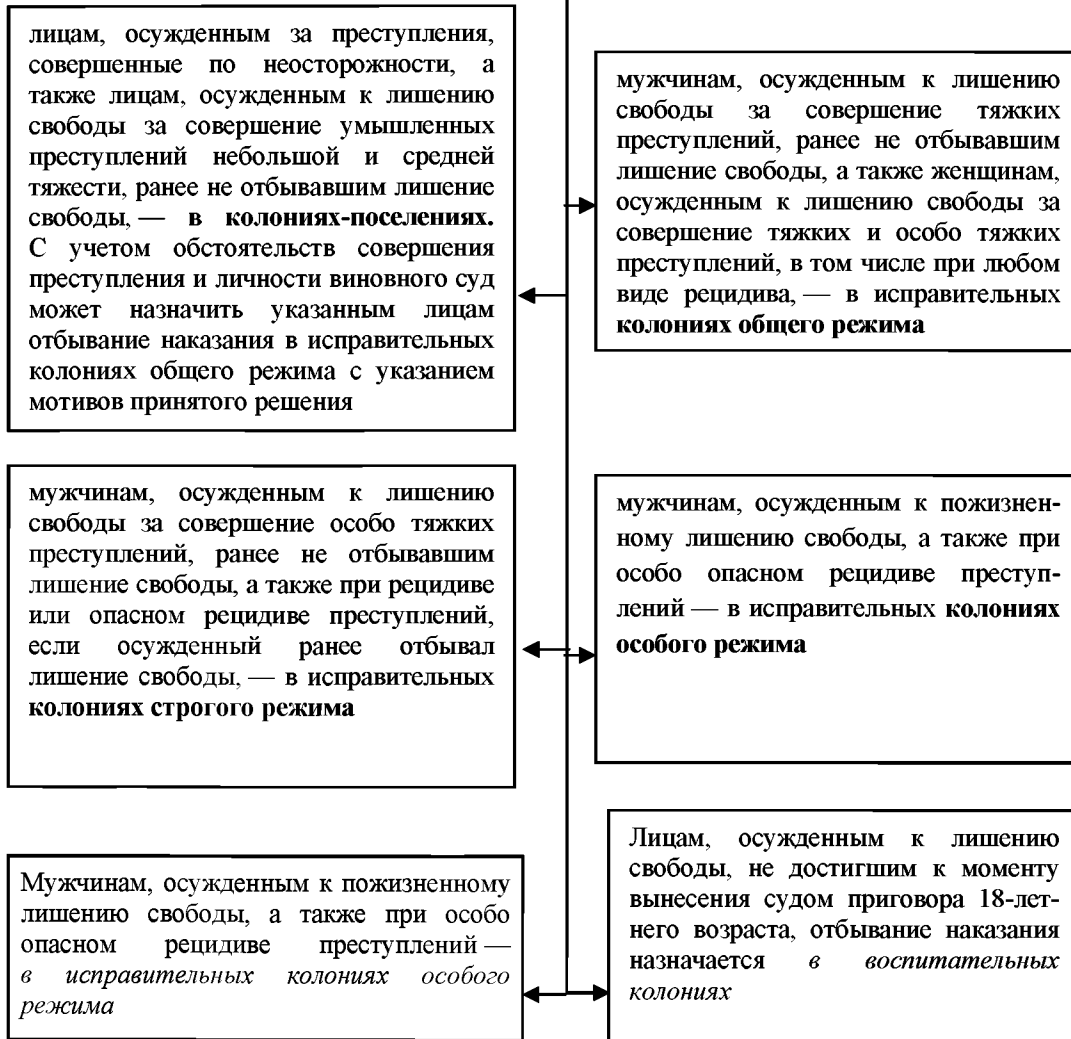 лицам, осужденным за преступления,
совершенные по неосторожности, а
также лицам, осужденным к лишению
свободы за совершение умышленных
преступлений небольшой и средней
тяжести, ранее не отбывавшим лишение
свободы, — в колониях-поселениях.
С учетом обстоятельств совершения
преступления и личности виновного суд
может назначить указанным лицам
отбывание наказания в исправительных
колониях общего режима с указанием
мотивов принятого решения
мужчинам, осужденным к лишению
свободы за совершение тяжких
преступлений, ранее не отбывавшим
лишение свободы, а также женщинам,
осужденным к лишению свободы за
совершение тяжких и особо тяжких
преступлений, в том числе при любом
виде рецидива, — в исправительных
колониях общего режима
мужчинам, осужденным к лишению
свободы за совершение особо тяжких
преступлений, ранее не отбывавшим
лишение свободы, а также при рецидиве
или опасном рецидиве преступлений,
если осужденный ранее отбывал
лишение свободы, — в исправительных
колониях строгого режима
мужчинам, осужденным к пожизнен-
ному лишению свободы, а также при
особо опасном рецидиве преступ-
лений — в исправительных колониях
особого режима
Мужчинам, осужденным к пожизненному
лишению свободы, а также при особо
опасном рецидиве преступлений —
в исправительных колониях особого
режима
Лицам, осужденным к лишению
свободы, не достигшим к моменту
вынесения судом приговора 18-лет-
него возраста, отбывание наказания
назначается в воспитательных
колониях